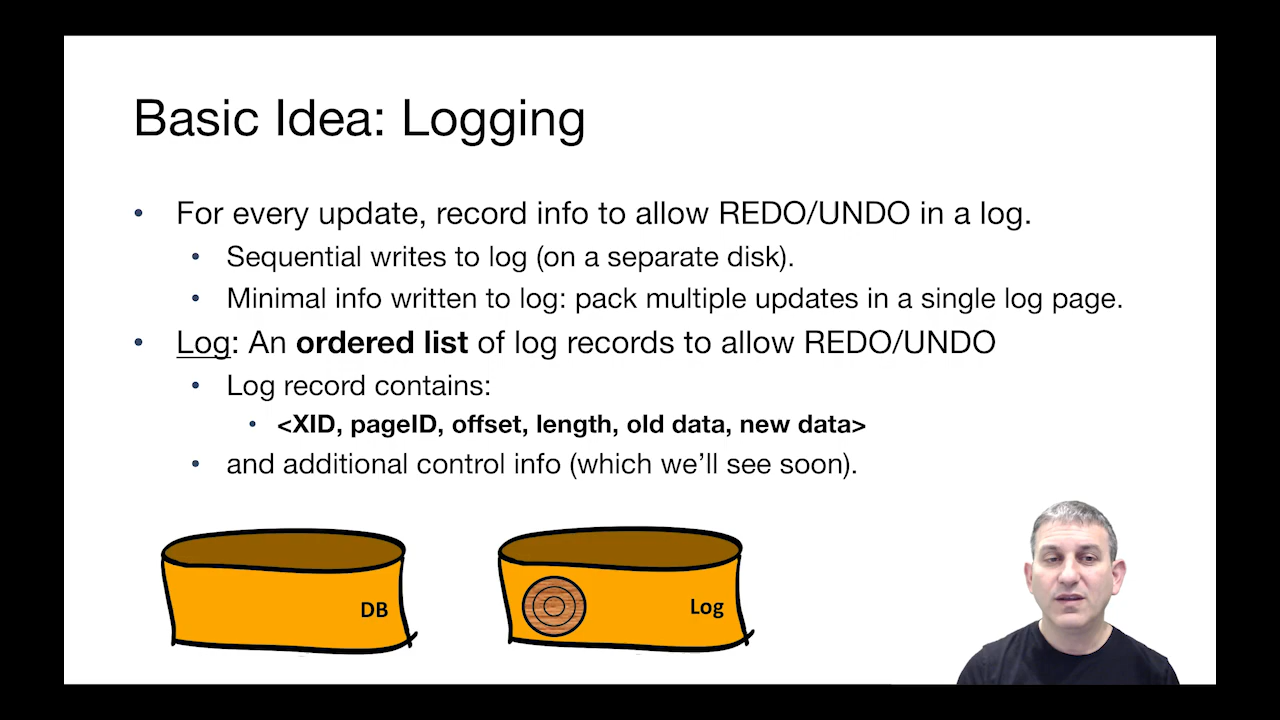 Basic Idea: Logging
• For every update, record info to allow REDO/UNDO in a log.
• Sequential writes to log (on a separate disk).
• Minimal info written to log: pack multiple updates in a single log page.
• Log: An ordered list of log records to allow REDO/UNDO
• Log record contains:
• <XID, pageID, offset, length, old data, new data>
• and additional control info (which we’ll see soon).
DB
Log